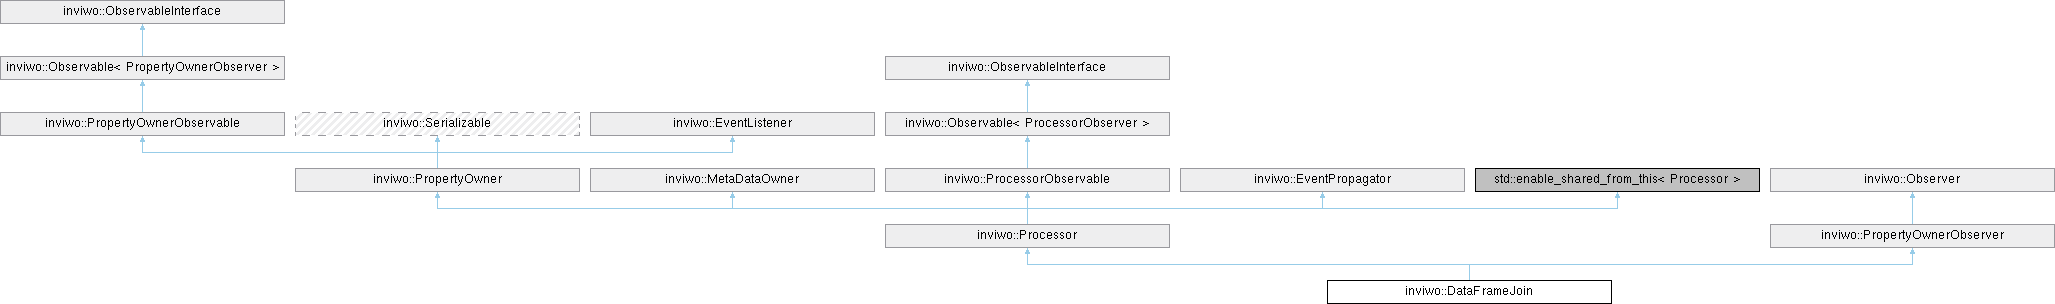 inviwo::ObservableInterface
inviwo::Observable< PropertyOwnerObserver >
inviwo::ObservableInterface
inviwo::PropertyOwnerObservable
inviwo::Serializable
inviwo::EventListener
inviwo::Observable< ProcessorObserver >
inviwo::PropertyOwner
inviwo::MetaDataOwner
inviwo::ProcessorObservable
inviwo::EventPropagator
std::enable_shared_from_this< Processor >
inviwo::Observer
inviwo::Processor
inviwo::PropertyOwnerObserver
inviwo::DataFrameJoin